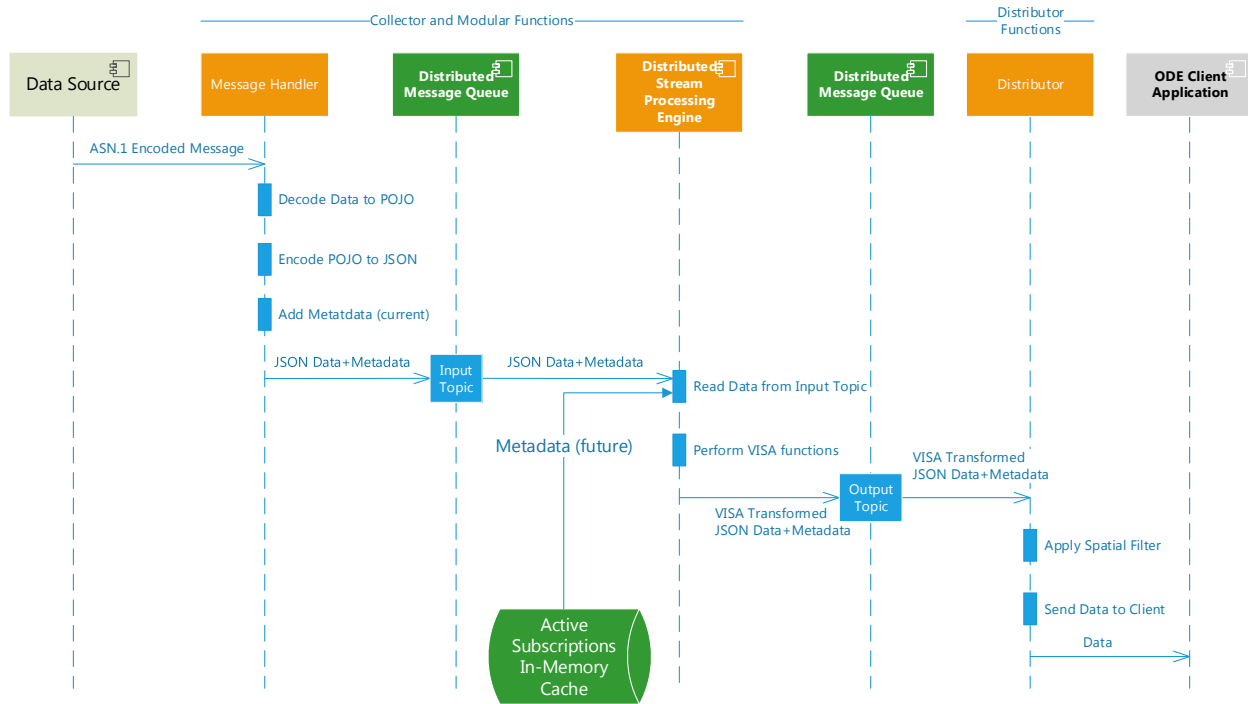 Collector and Modular Functions
Distributor
Functions
Data Source
Message Handler
Distributed
Message Queue
Distributed
Stream
Processing
Engine
Distributed
Message Queue
Distributor
ODE Client
Application
ASN.1 Encoded Message
Decode Data to POJO
Encode POJO to JSON
Add Metatdata (current)
JSON Data+Metadata
Input
Topic
JSON Data+Metadata
Read Data from Input Topic
Metadata (future)
Perform VISA functions
VISA Transformed
JSON Data+Metadata
Output
Topic
VISA Transformed
JSON Data+Metadata
Apply Spatial Filter
Send Data to Client
Data
Active
Subscriptions
In-Memory
Cache